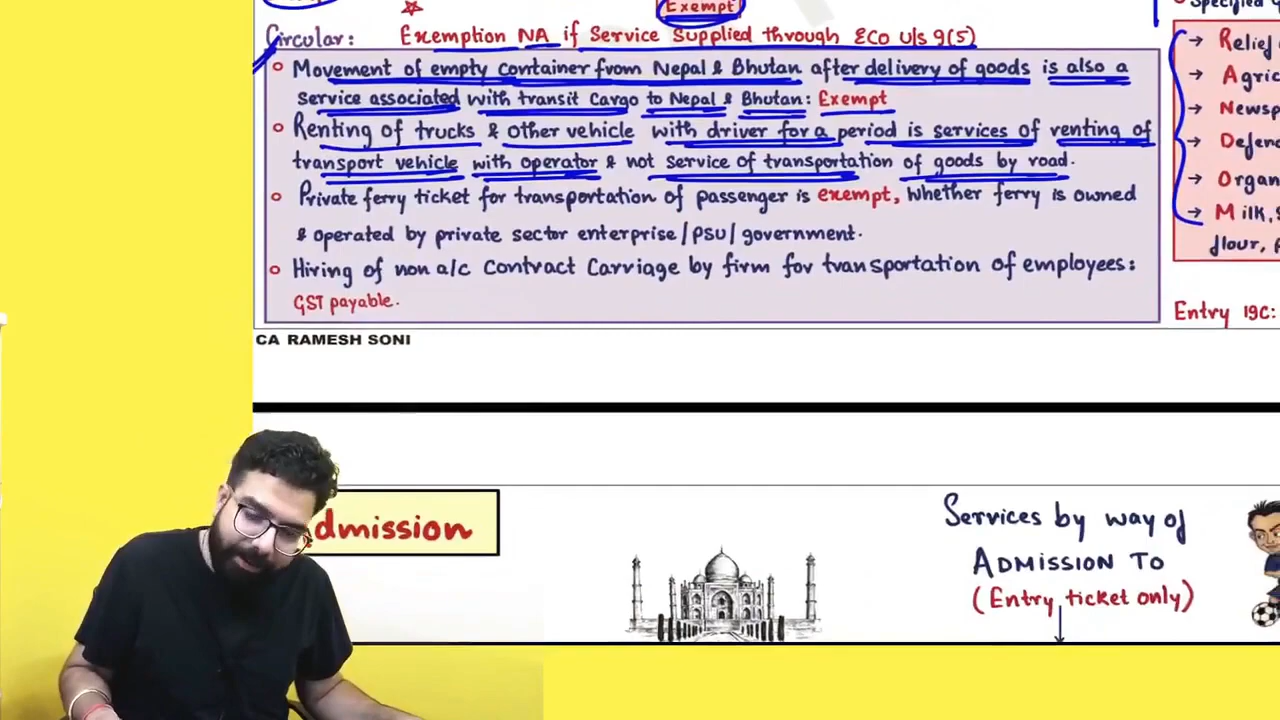 Exempt
Circular: Exemption NA if Service Supplied through ECO u/s 9(5)
Movement of empty container from Nepal & Bhutan after delivery of goods is also a
service associated with transit cargo to Nepal & Bhutan: Exempt
Renting of trucks & other vehicle with driver for a period is services of renting of
transport vehicle with operator & not service of transportation of goods by road.
Private ferry ticket for transportation of passenger is exempt, whether ferry is owned
& operated by private sector enterprise/PSU/government.
Hiring of non a/c Contract Carriage by firm for transportation of employees:
GST payable.
CA RAMESH SONI
→ Relief
→ Agric
→ Newsp
→ Defen
→ Organ
→ Milk,
flour,
Entry 19C:
dmission
Services by way of
ADMISSION TO
(Entry ticket only)